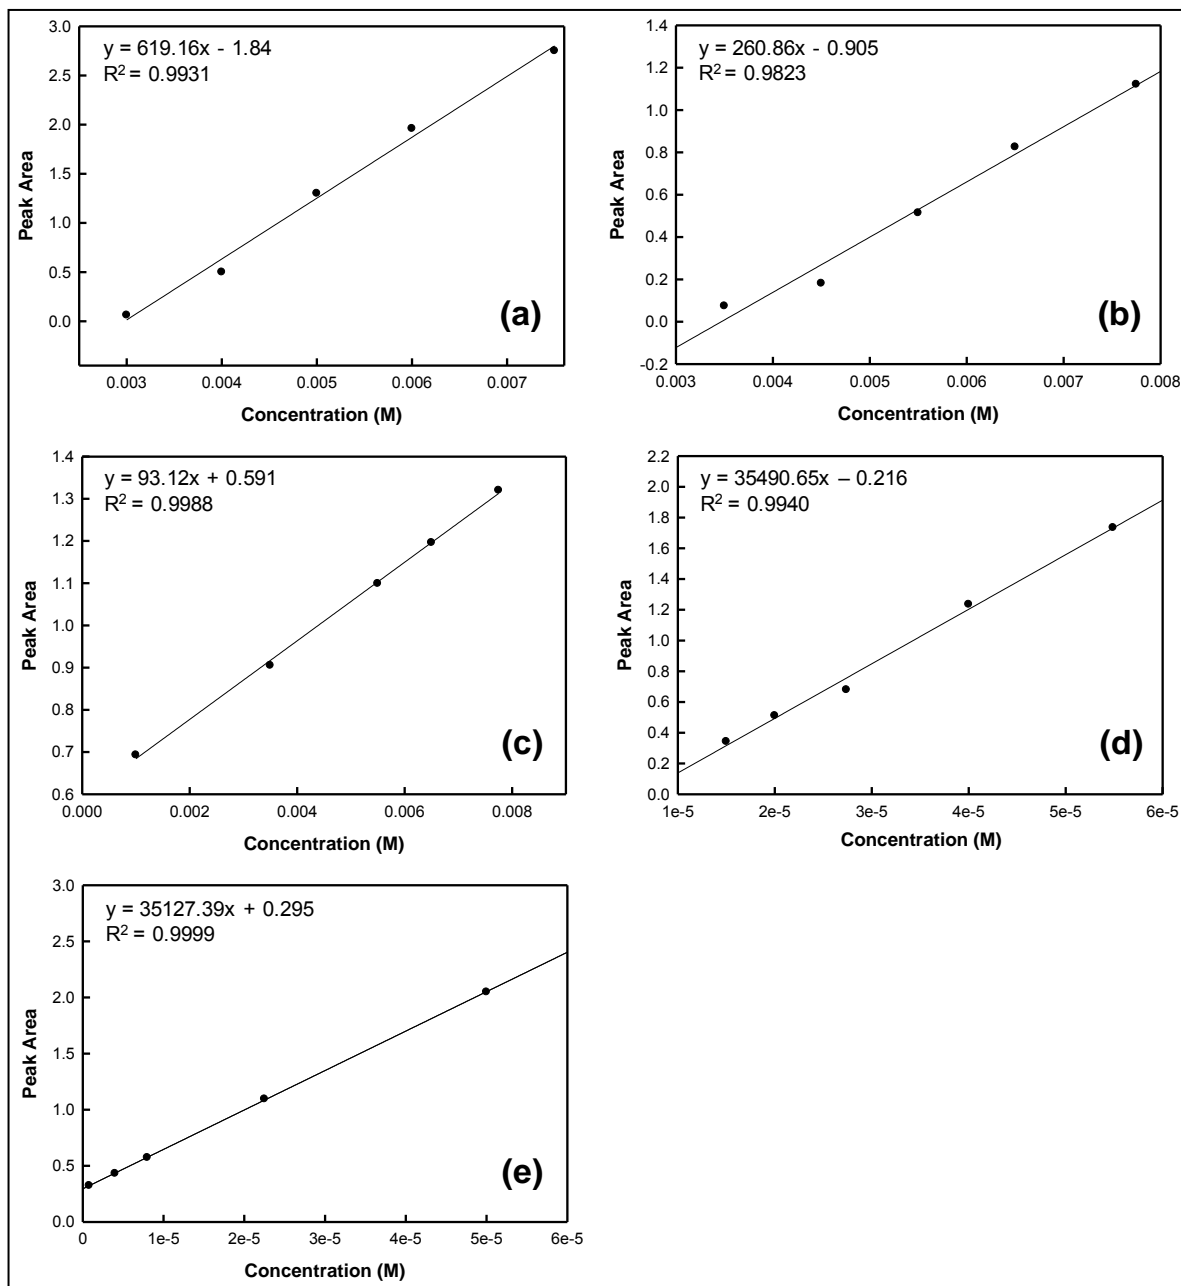 y = 619.16x - 1.84
R² = 0.9931
3.0
2.5
2.0
1.5
1.0
0.5
0.0
Peak Area
(a)
0.003 0.004 0.005 0.006 0.007
Concentration (M)
y = 260.86x - 0.905
R² = 0.9823
1.4
1.2
1.0
0.8
0.6
0.4
0.2
0.0
-0.2
Peak Area
(b)
0.003 0.004 0.005 0.006 0.007 0.008
Concentration (M)
y = 93.12x + 0.591
R² = 0.9988
1.4
1.3
1.2
1.1
1.0
0.9
0.8
0.7
0.6
Peak Area
(c)
0.000 0.002 0.004 0.006 0.008
Concentration (M)
y = 35490.65x – 0.216
R² = 0.9940
2.2
2.0
1.8
1.6
1.4
1.2
1.0
0.8
0.6
0.4
0.2
0.0
Peak Area
(d)
1e-5 2e-5 3e-5 4e-5 5e-5 6e-5
Concentration (M)
y = 35127.39x + 0.295
R² = 0.9999
3.0
2.5
2.0
1.5
1.0
0.5
0.0
Peak Area
(e)
0 1e-5 2e-5 3e-5 4e-5 5e-5 6e-5
Concentration (M)